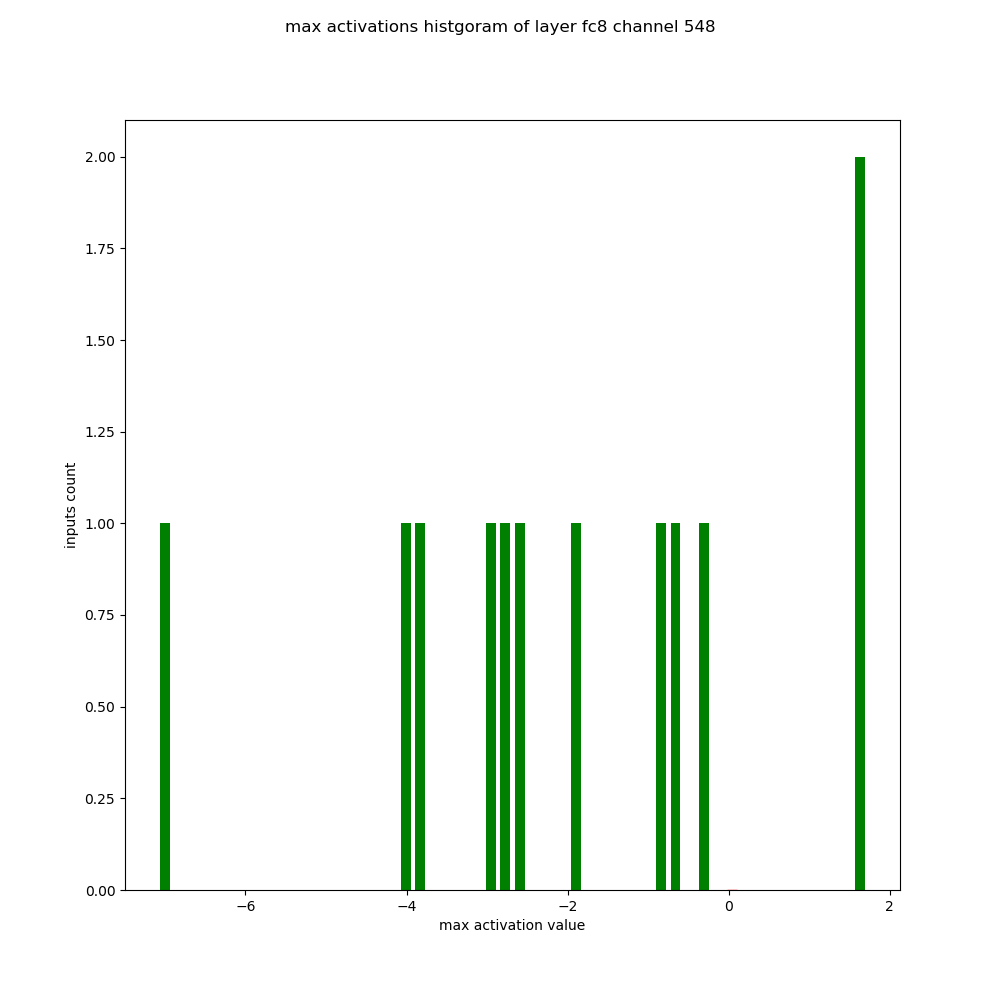 max activations histgoram of layer fc8 channel 548
2.00
1.75
1.50
1.25
1.00
0.75
0.50
0.25
0.00
inputs count
−6 −4 −2 0 2
max activation value